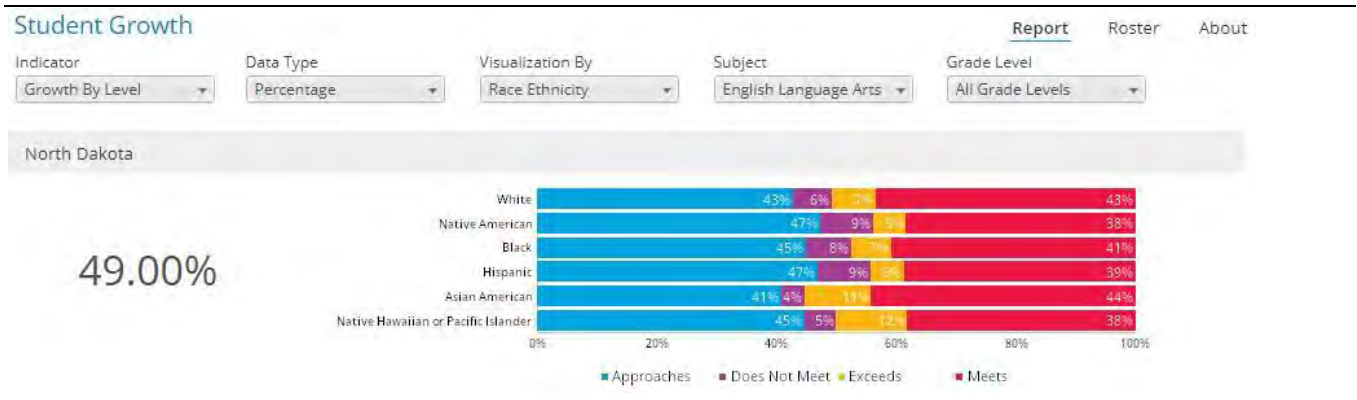 Student Growth Report Roster About
Indicator Data Type Visualization By Subject Grade Level
Growth By Level Percentage Race Ethnicity English Language Arts All Grade Levels
North Dakota
49.00%
White 43% 6% 7% 43%
Native American 47% 9% 38%
Black 45% 8% 7% 41%
Hispanic 47% 9% 39%
Asian American 41% 4% 11% 44%
Native Hawaiian or Pacific Islander 45% 5% 12% 38%
0% 20% 40% 60% 80% 100%
Approaches Does Not Meet Exceeds Meets